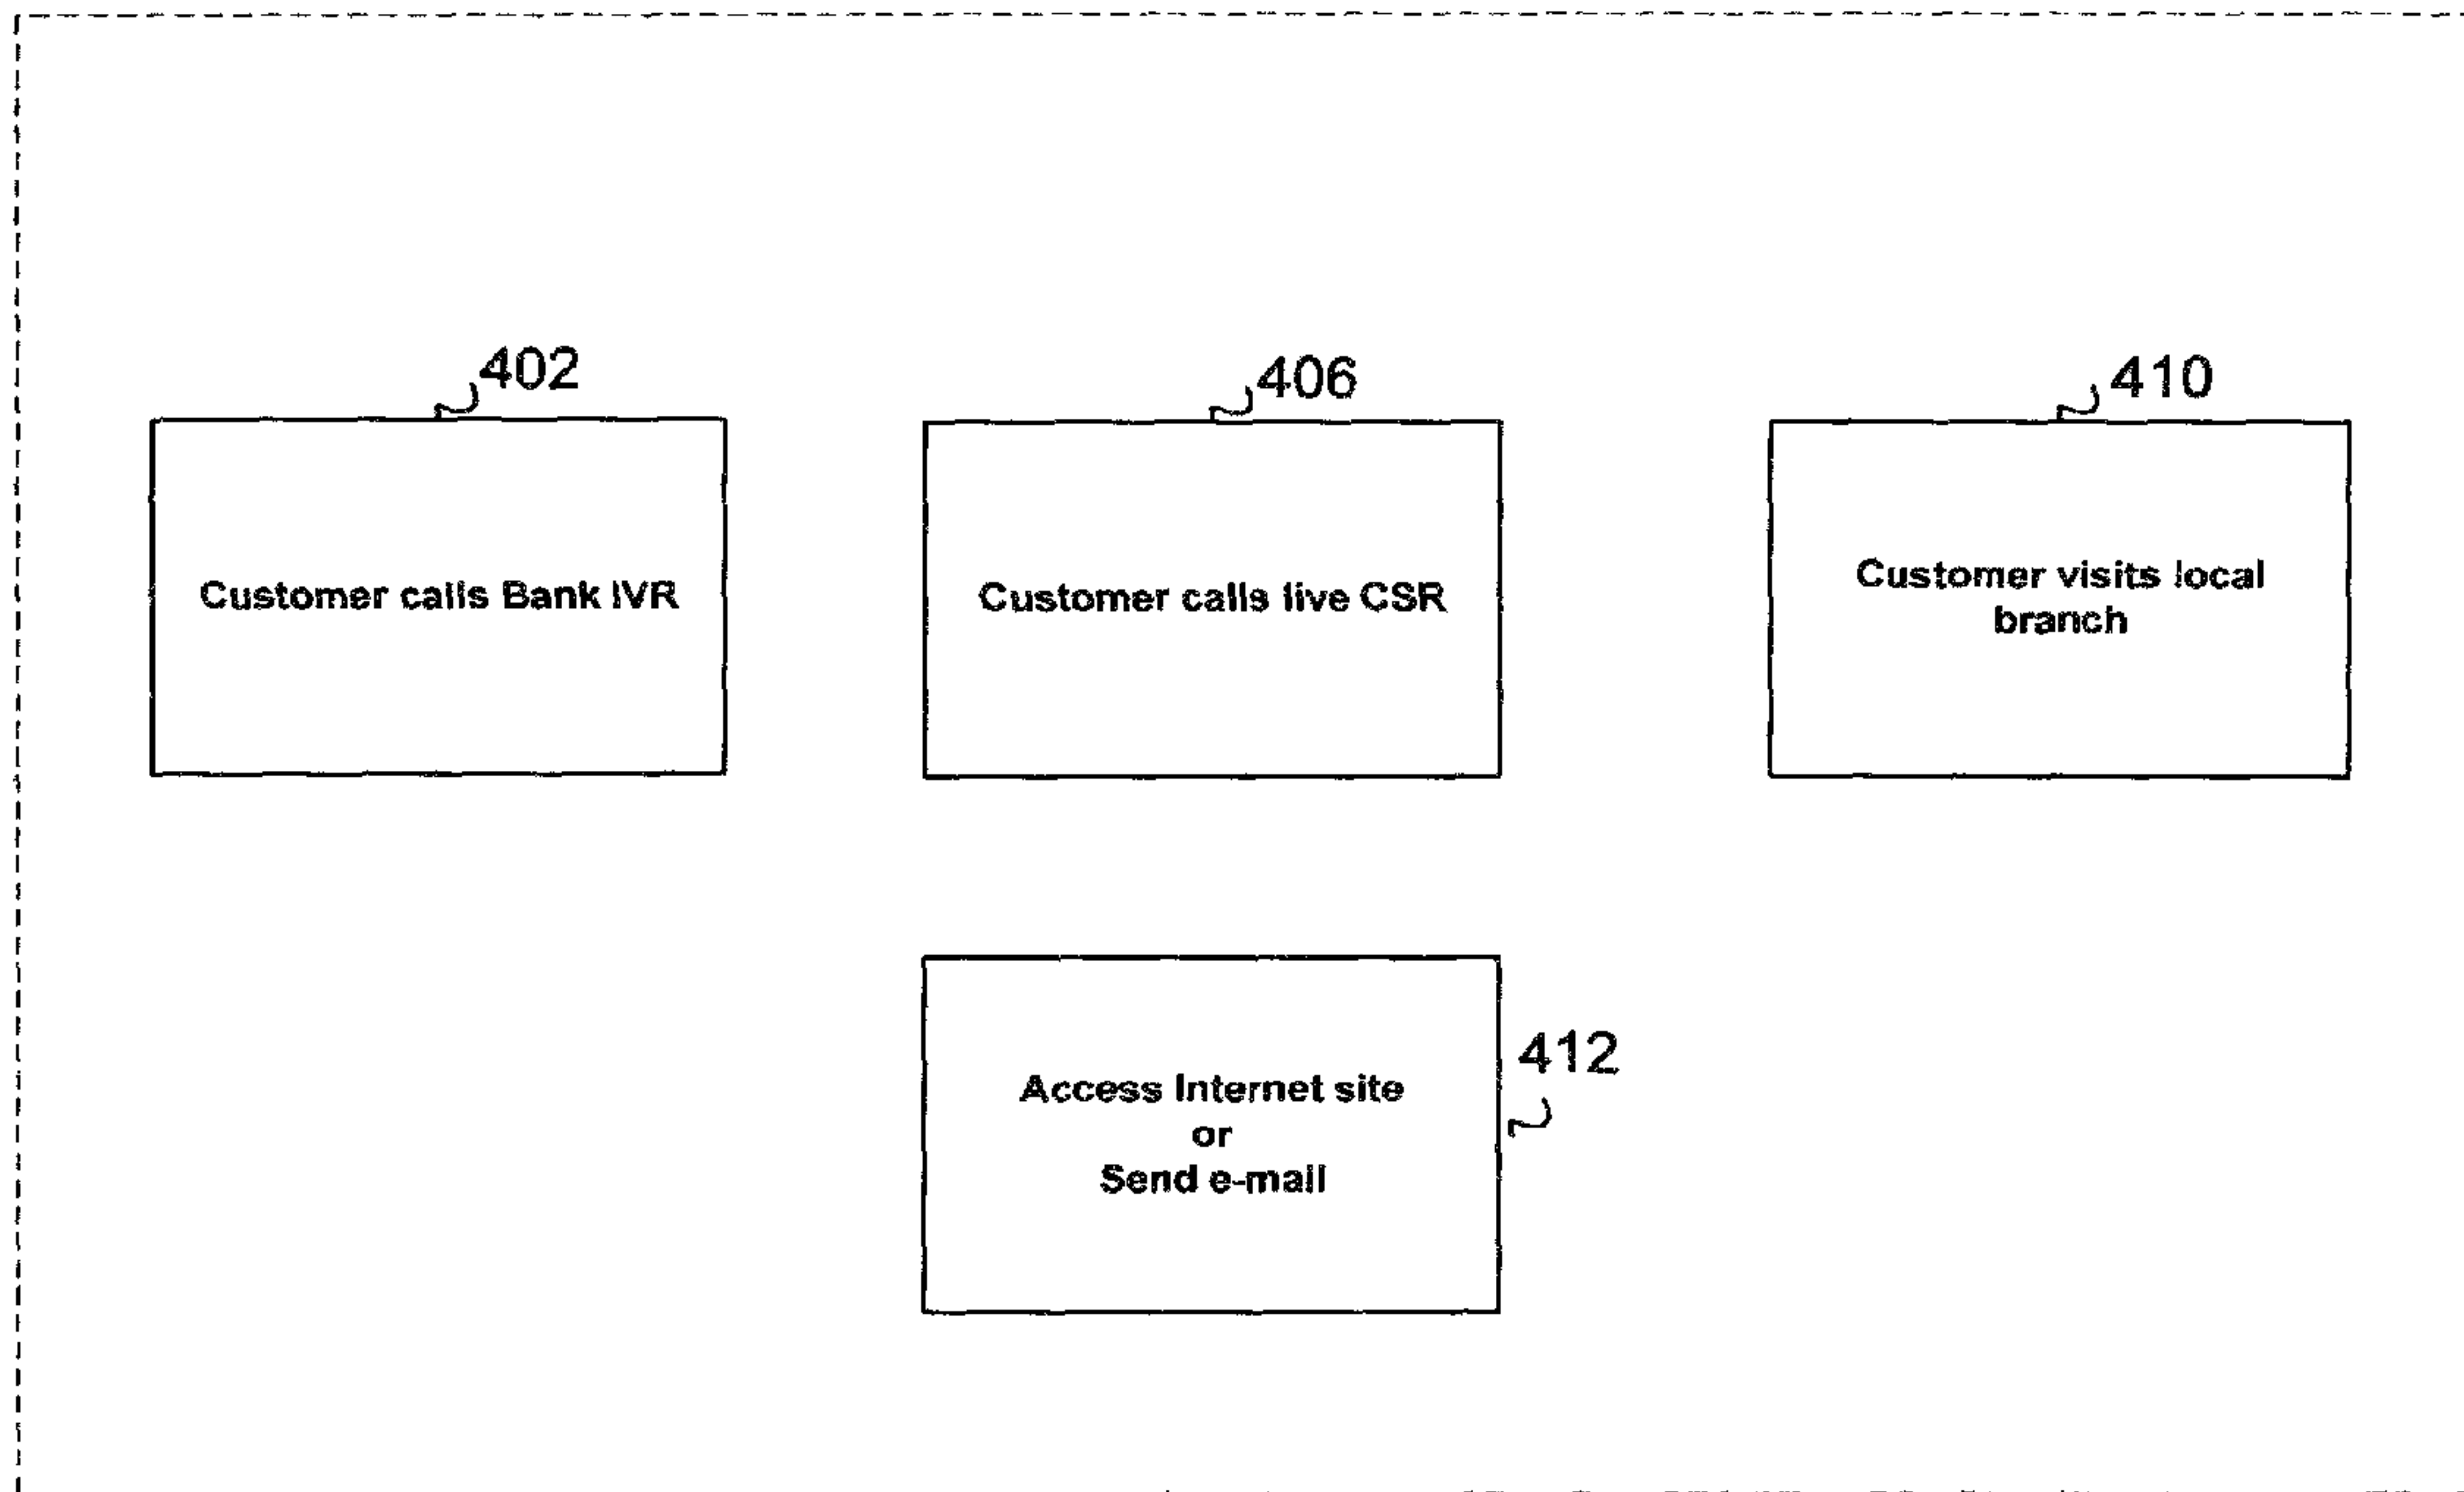 402
406
410
Customer calls Bank IVR
Customer calls live CSR
Customer visits local
branch
412
Access Internet site
or
Send e-mail